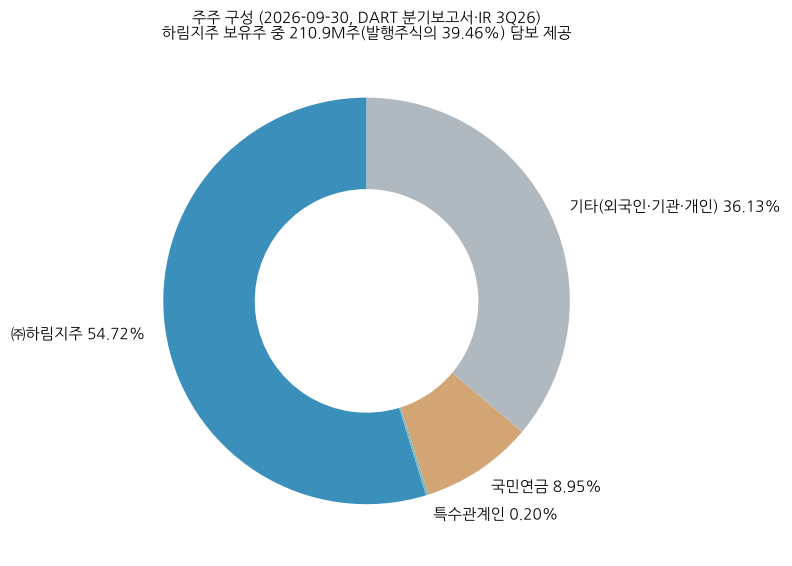 주주 구성 (2026-09-30, DART 분기보고서·IR 3Q26)
하림지주 보유주 중 210.9M주(발행주식의 39.46%) 담보 제공
기타(외국인·기관·개인) 36.13%
㈜하림지주 54.72%
국민연금 8.95%
특수관계인 0.20%